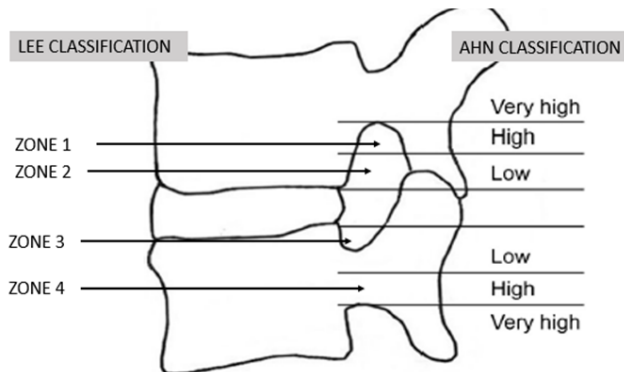 LEE CLASSIFICATION
AHN CLASSIFICATION
Very high
ZONE 1
High
ZONE 2
Low
ZONE 3
Low
ZONE 4
High
Very high